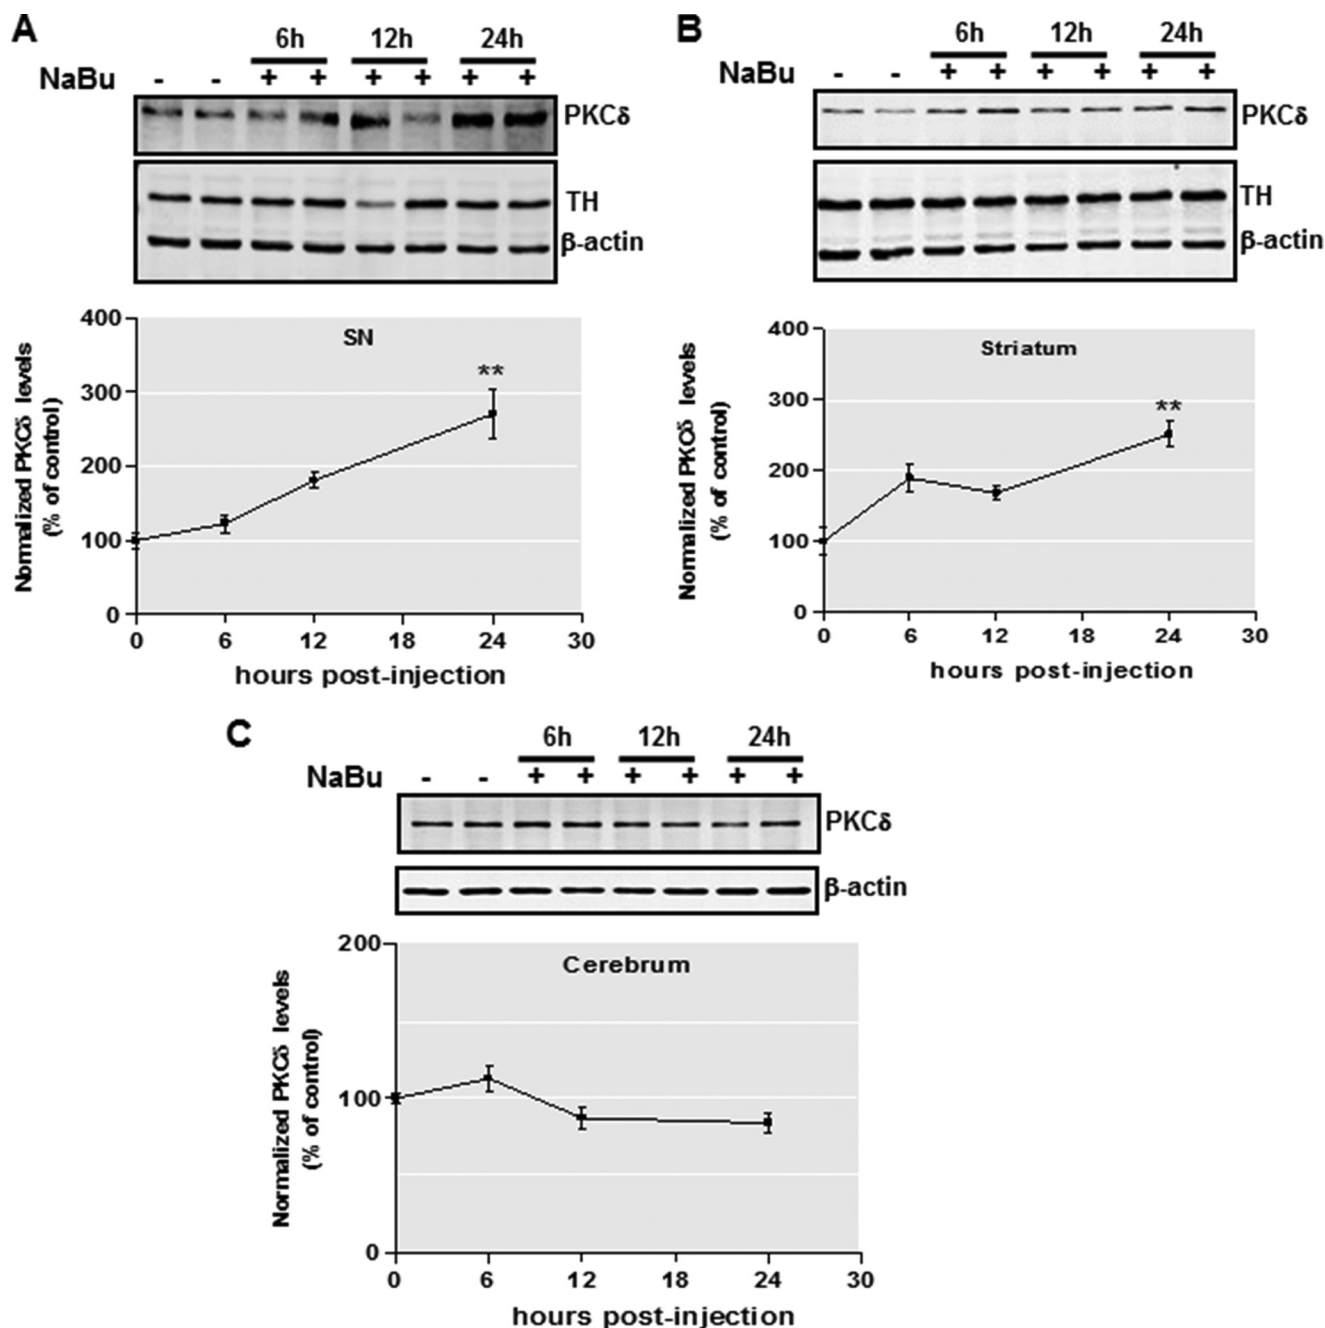 A
6h 12h 24h
NaBu - - + + + + + +
PKCδ
TH
β-actin
SN
Normalized PKCδ levels
(% of control)
400
300
200
100
0
**
0 6 12 18 24 30
hours post-injection
B
6h 12h 24h
NaBu - - + + + + + +
PKCδ
TH
β-actin
Striatum
Normalized PKCδ levels
(% of control)
400
300
200
100
0
**
0 6 12 18 24 30
hours post-injection
C
6h 12h 24h
NaBu - - + + + + + +
PKCδ
β-actin
Cerebrum
Normalized PKCδ levels
(% of control)
200
100
0
0 6 12 18 24 30
hours post-injection